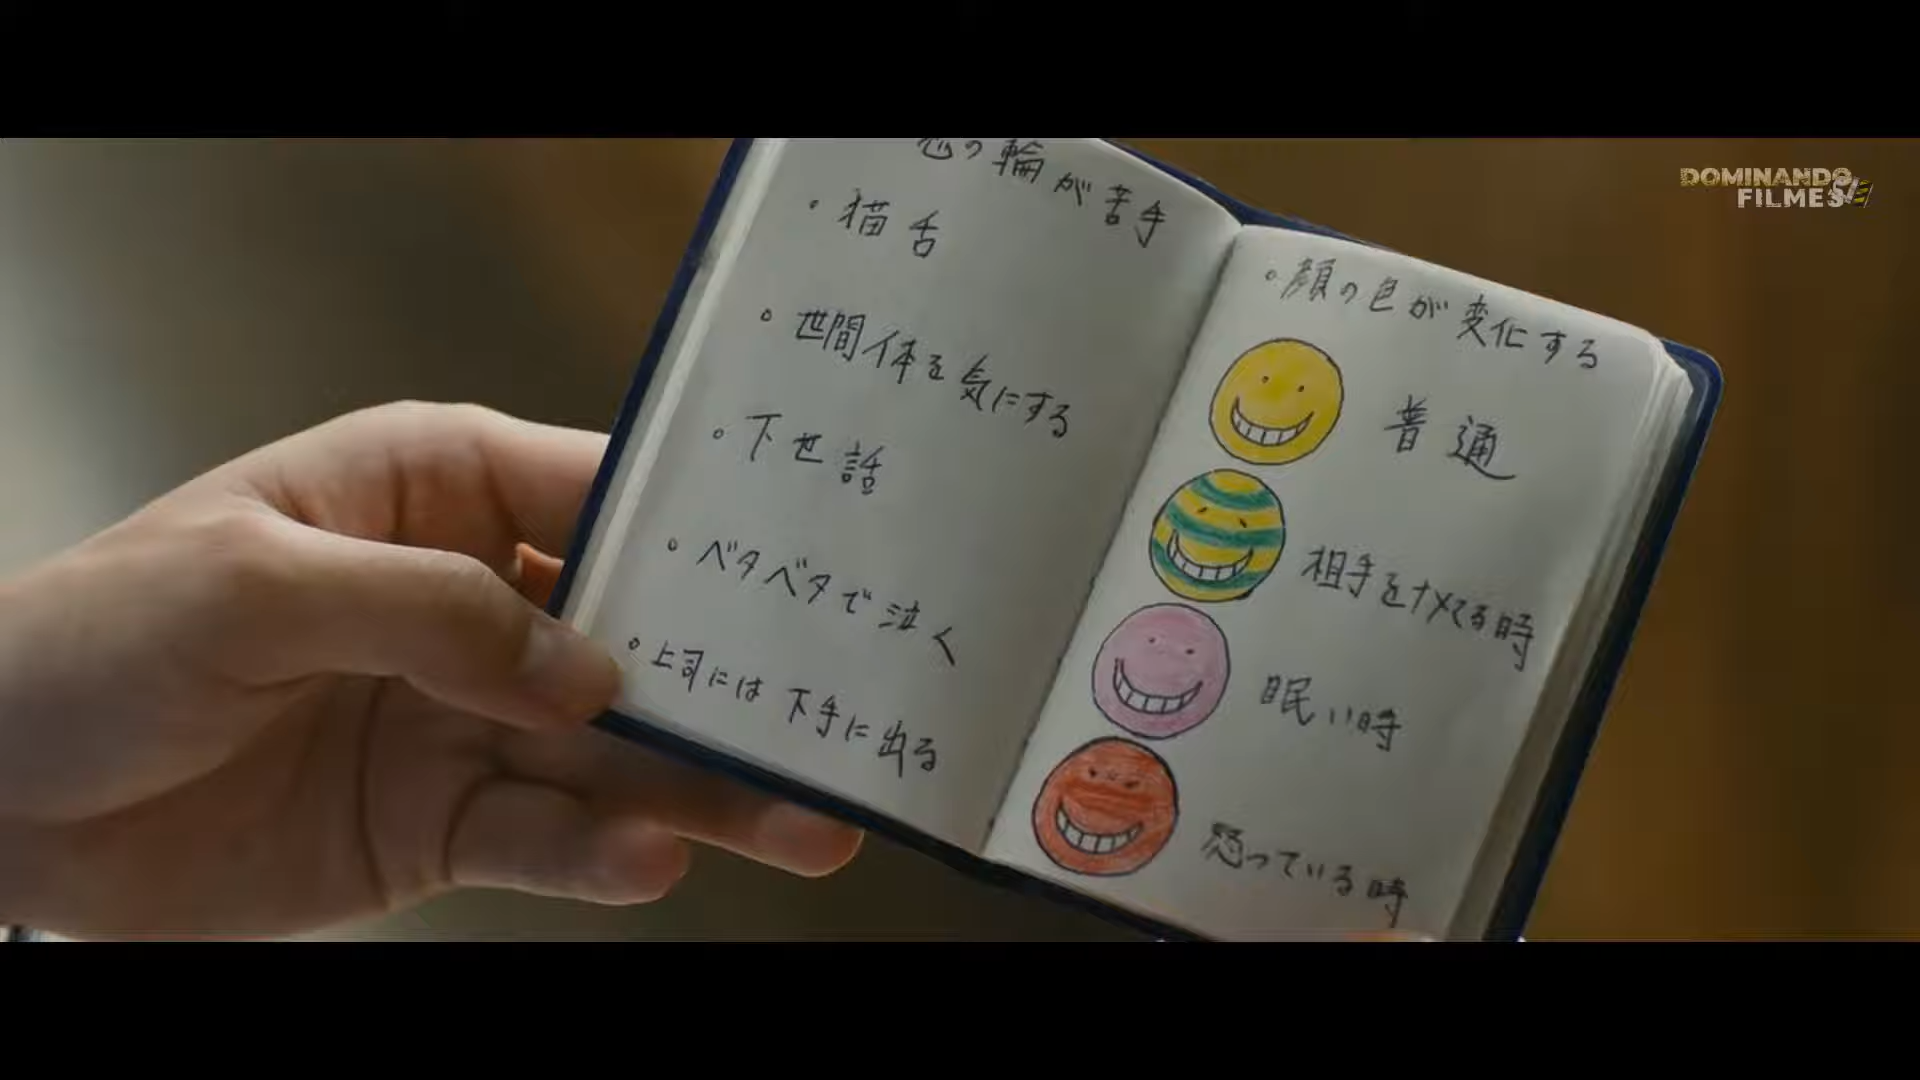 の輪が苦手
◦猫舌
◦世間体を気にする
◦下世話
◦ベタベタで泣く
◦上司には下手に出る
◦顔の色が変化する
普通
相手をナメてる時
眠い時
怒っている時
DOMINANDO
FILMES